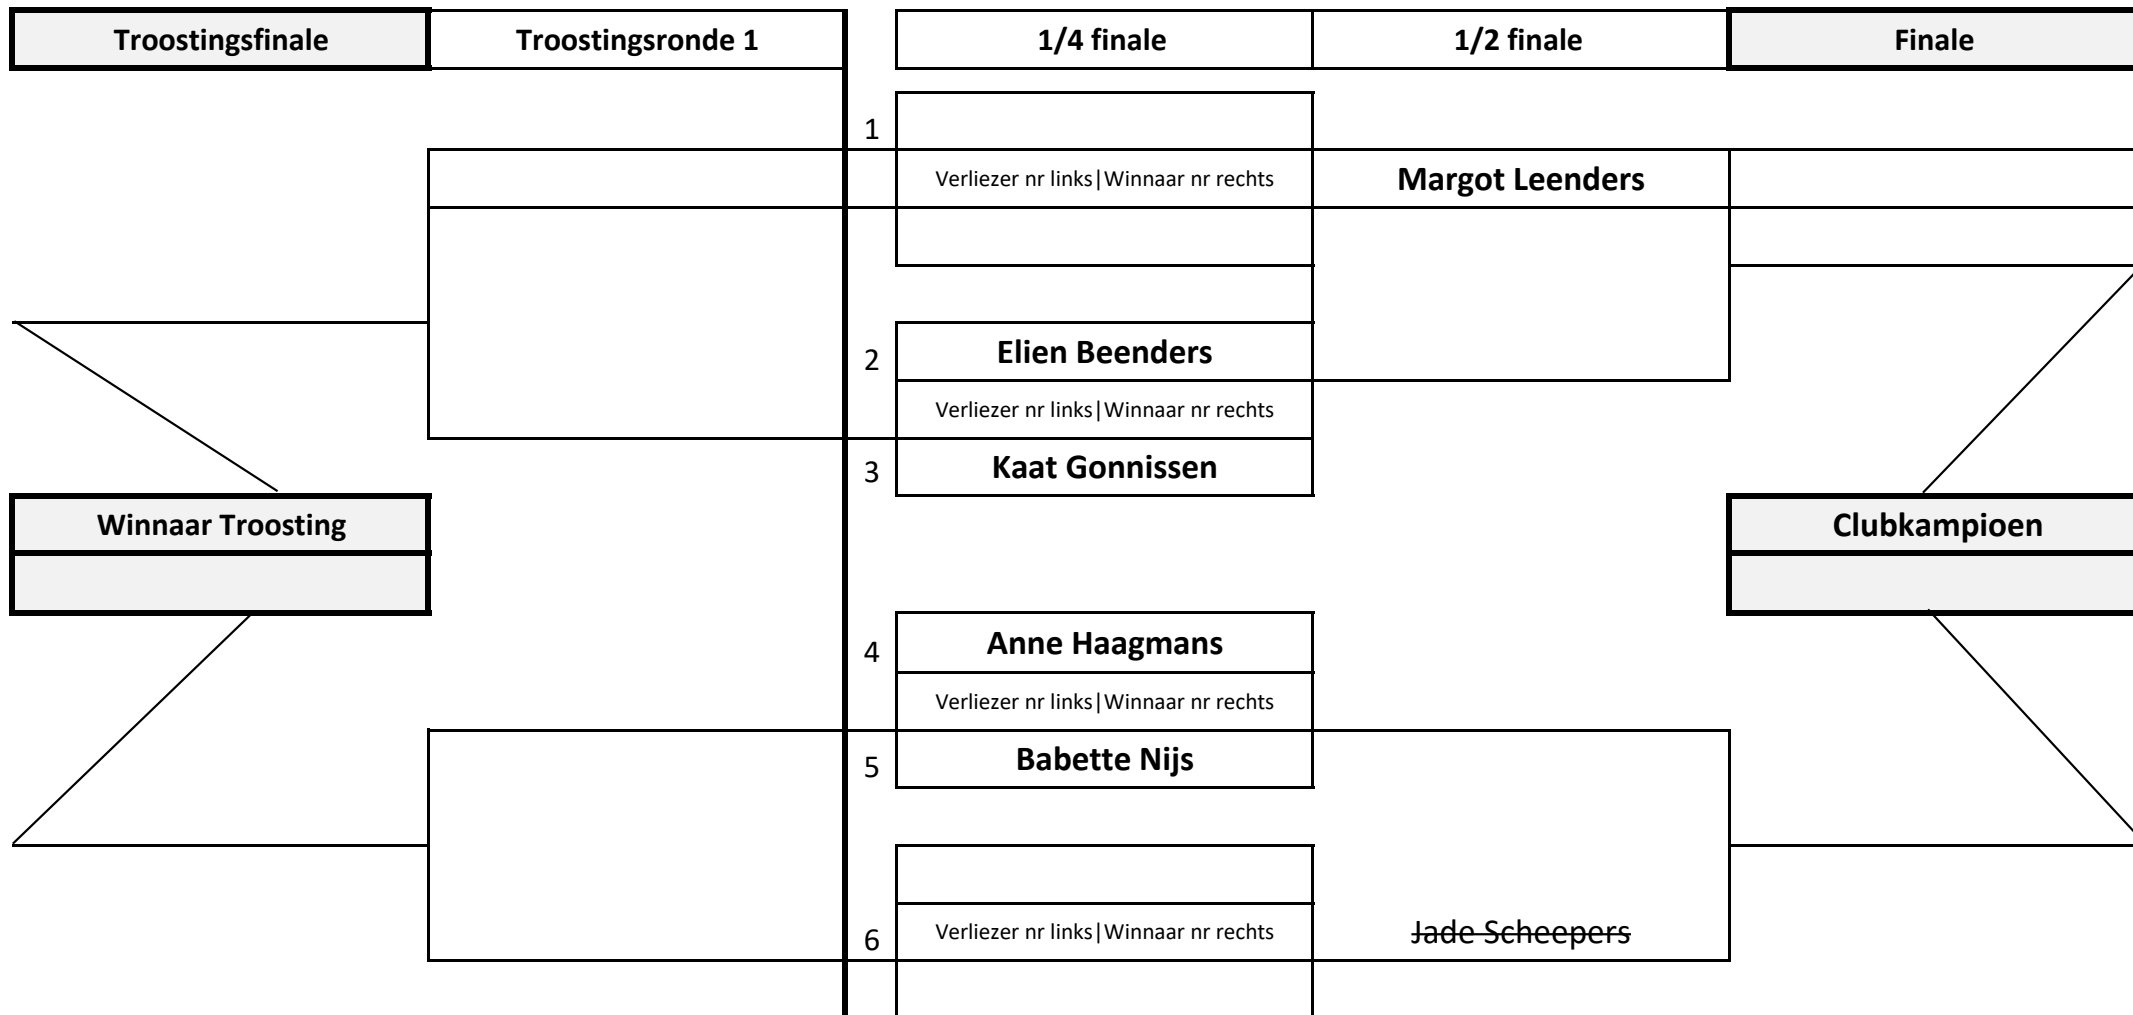 Troostingsfinale Troostingsronde 1 1/4 finale 1/2 finale Finale
1
Verliezer nr links|Winnaar nr rechts Margot Leenders
2 Elien Beenders
Verliezer nr links|Winnaar nr rechts
3 Kaat Gonnissen
Winnaar Troosting Clubkampioen
4 Anne Haagmans
Verliezer nr links|Winnaar nr rechts
5 Babette Nijs
6 Verliezer nr links|Winnaar nr rechts Jade Scheepers